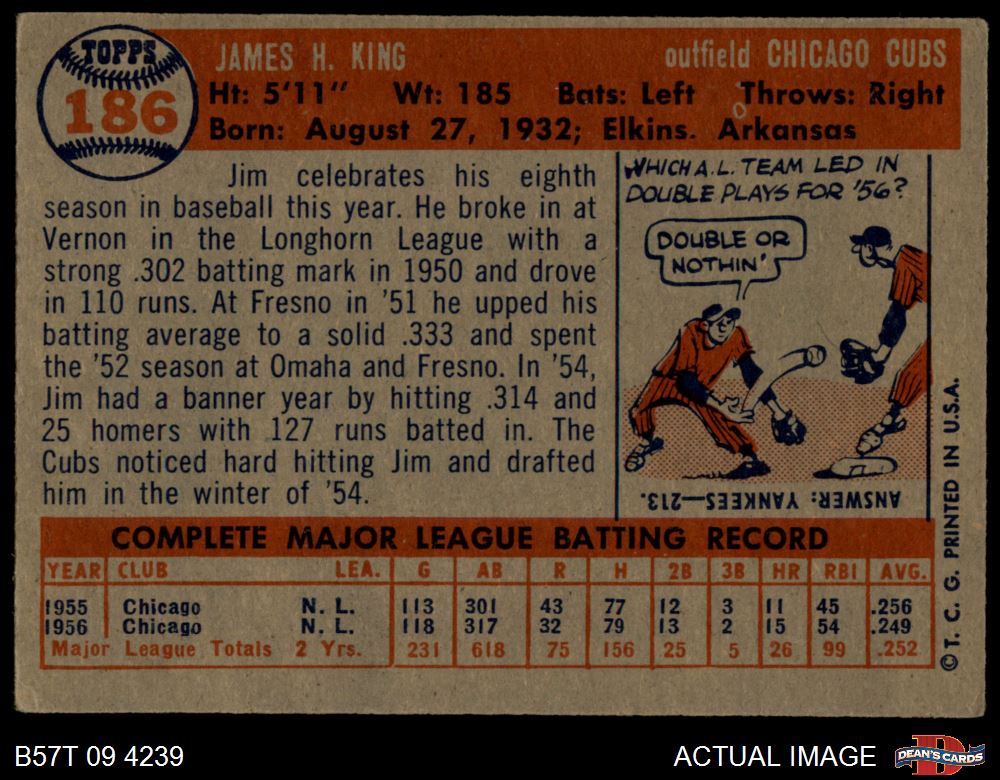 TOPPS
186
JAMES H. KING
outfield CHICAGO CUBS
Ht: 5'11" Wt: 185 Bats: Left Throws: Right
Born: August 27, 1932; Elkins. Arkansas
Jim celebrates his eighth
season in baseball this year. He broke in at
Vernon in the Longhorn League with a
strong .302 batting mark in 1950 and drove
in 110 runs. At Fresno in '51 he upped his
batting average to a solid .333 and spent
the '52 season at Omaha and Fresno. In '54,
Jim had a banner year by hitting .314 and
25 homers with 127 runs batted in. The
Cubs noticed hard hitting Jim and drafted
him in the winter of '54.
WHICH A.L. TEAM LED IN
DOUBLE PLAYS FOR '56?
DOUBLE OR
NOTHIN'
ANSWER: YANKEES—213.
COMPLETE MAJOR LEAGUE BATTING RECORD
YEAR CLUB LEA. G AB R H 2B 3B HR RBI AVG.
1955 Chicago N. L. 113 301 43 77 12 3 11 45 .256
1956 Chicago N. L. 118 317 32 79 13 2 15 54 .249
Major League Totals 2 Yrs. 231 618 75 156 25 5 26 99 .252
© T. C. G. PRINTED IN U.S.A.
B57T 09 4239
ACTUAL IMAGE
D
DEAN'S CARDS